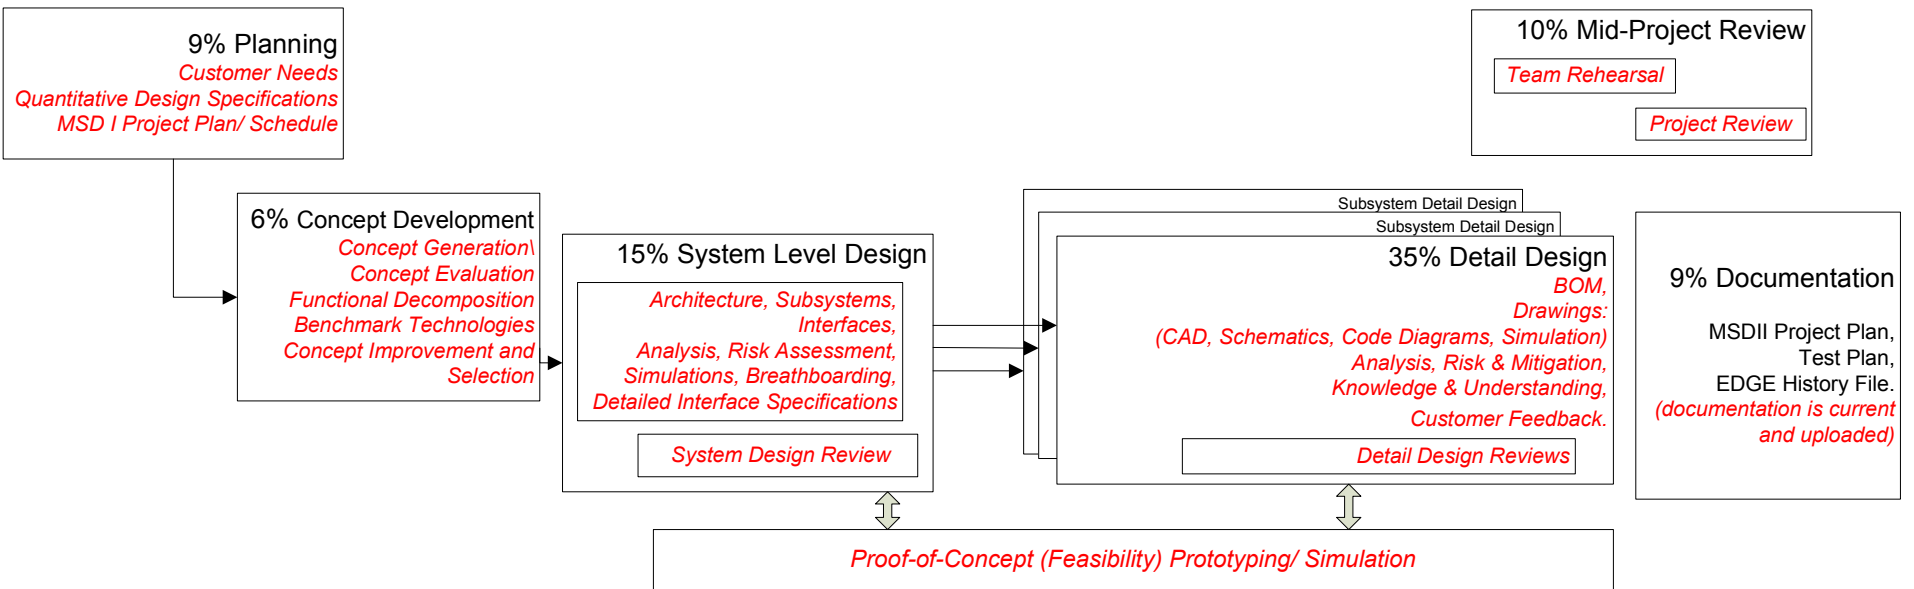 9% Planning
Customer Needs
Quantitative Design Specifications
MSD I Project Plan/ Schedule
10% Mid-Project Review
Team Rehearsal
Project Review
6% Concept Development
Concept Generation\
Concept Evaluation
Functional Decomposition
Benchmark Technologies
Concept Improvement and
Selection
15% System Level Design
Architecture, Subsystems,
Interfaces,
Analysis, Risk Assessment,
Simulations, Breathboarding,
Detailed Interface Specifications
System Design Review
Subsystem Detail Design
Subsystem Detail Design
35% Detail Design
BOM,
Drawings:
(CAD, Schematics, Code Diagrams, Simulation)
Analysis, Risk & Mitigation,
Knowledge & Understanding,
Customer Feedback.
Detail Design Reviews
9% Documentation
MSDII Project Plan,
Test Plan,
EDGE History File.
(documentation is current
and uploaded)
Proof-of-Concept (Feasibility) Prototyping/ Simulation